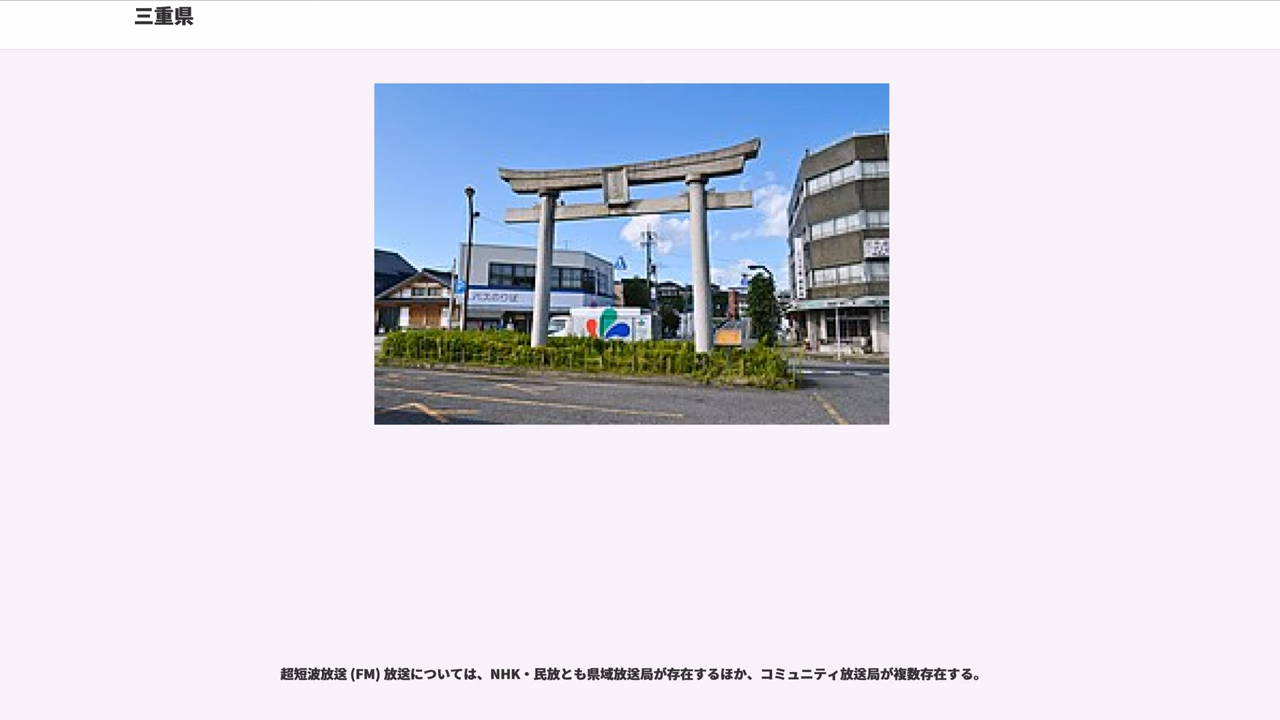 三重県
バスのりば
超短波放送 (FM) 放送については、NHK・民放とも県域放送局が存在するほか、コミュニティ放送局が複数存在する。